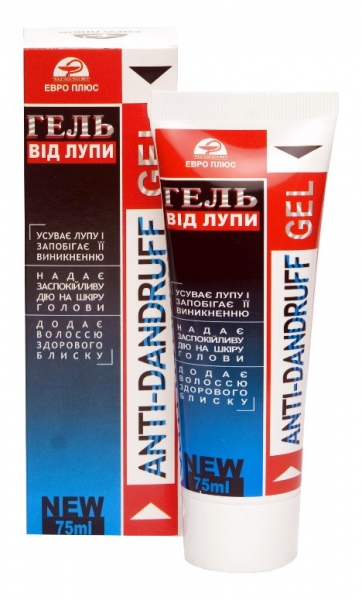 ЕВРО ПЛЮС
ГЕЛЬ
ВІД ЛУПИ
УСУВАЄ ЛУПУ І
ЗАПОБІГАЄ ЇЇ
ВИНИКНЕННЮ
НАДАЄ
ЗАСПОКІЙЛИВУ
ДІЮ НА ШКІРУ
ГОЛОВИ
ДОДАЄ
ВОЛОССЮ
ЗДОРОВОГО
БЛИСКУ
ANTI-DANDRUFF GEL
NEW
75ml
ЕВРО ПЛЮС
ГЕЛЬ
ВІД ЛУПИ
УСУВАЄ ЛУПУ І
ЗАПОБІГАЄ ЇЇ
ВИНИКНЕННЮ
НАДАЄ
ЗАСПОКІЙЛИВУ
ДІЮ НА ШКІРУ
ГОЛОВИ
ДОДАЄ
ВОЛОССЮ
ЗДОРОВОГО
БЛИСКУ
ANTI-DANDRUFF GEL
NEW
75ml